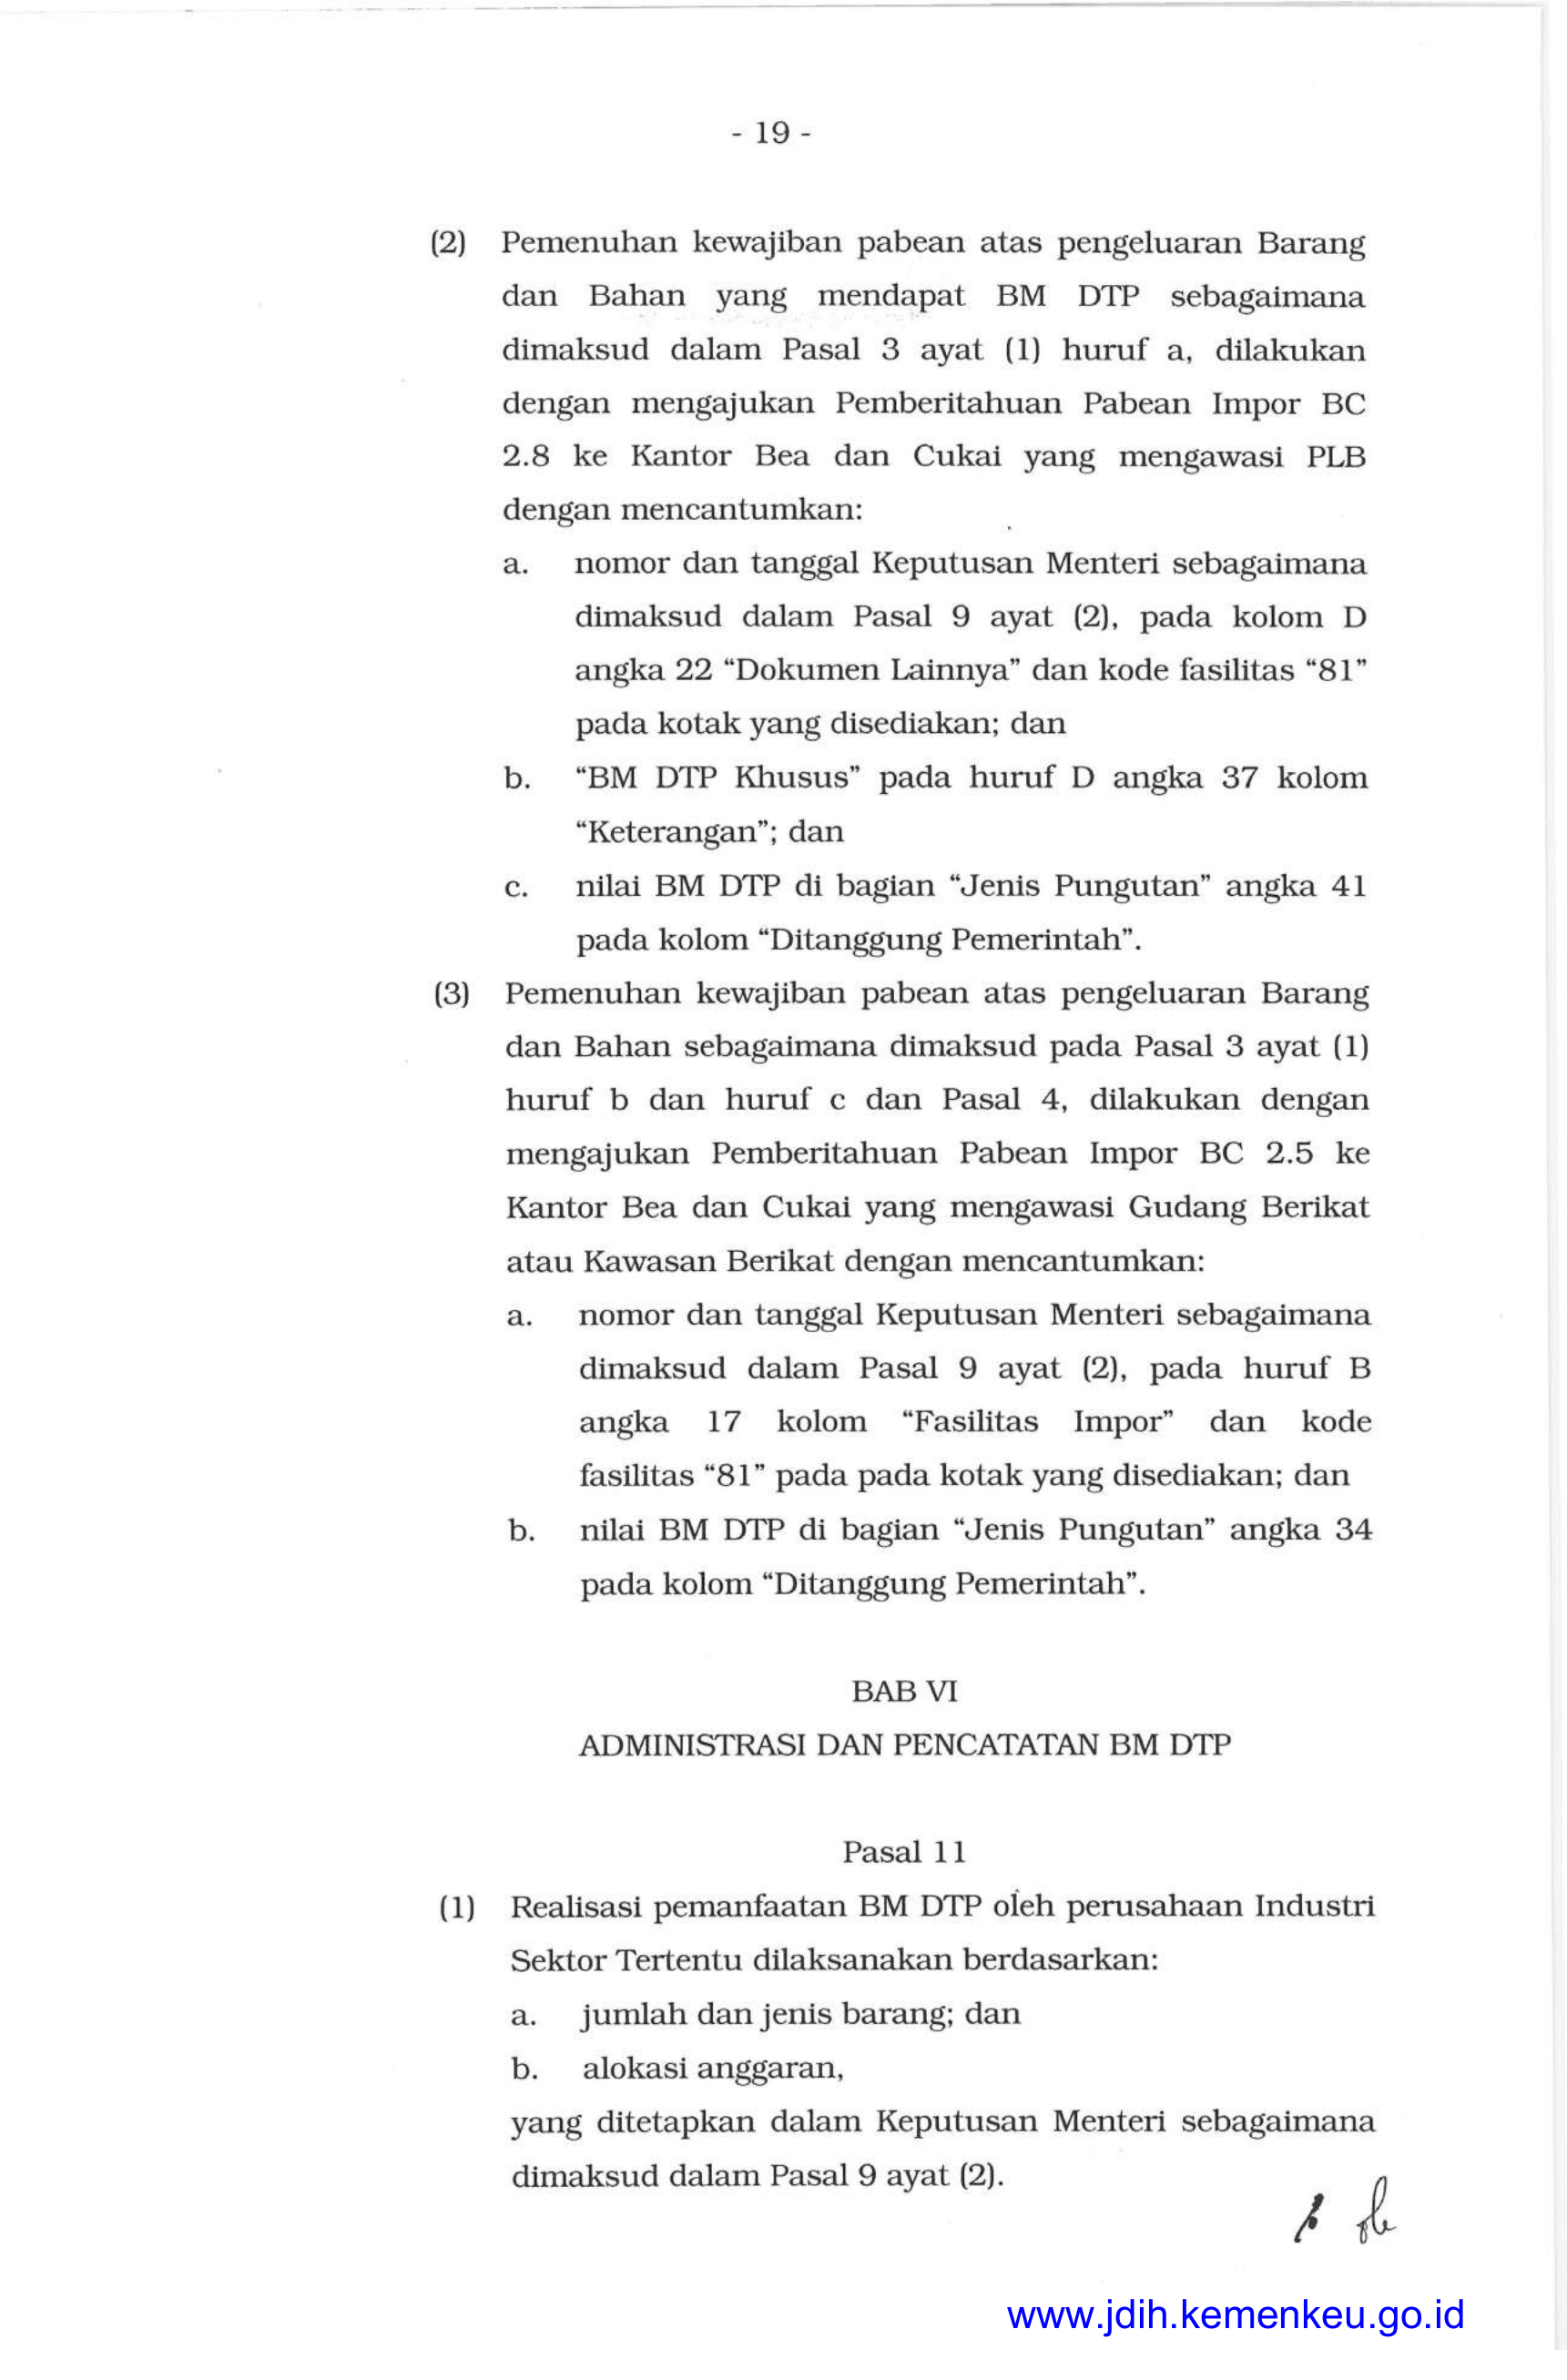 - 19 -
(2) Pemenuhan kewajiban pabean atas pengeluaran Barang
dan Bahan yang mendapat BM DTP sebagaimana
dimaksud dalam Pasal 3 ayat (1) huruf a, dilakukan
dengan mengajukan Pemberitahuan Pabean Impor BC
2.8 ke Kantor Bea dan Cukai yang mengawasi PLB
dengan mencantumkan:
a. nomor dan tanggal Keputusan Menteri sebagaimana
dimaksud dalam Pasal 9 ayat (2), pada kolom D
angka 22 “Dokumen Lainnya” dan kode fasilitas “81”
pada kotak yang disediakan; dan
b. “BM DTP Khusus” pada huruf D angka 37 kolom
“Keterangan”; dan
c. nilai BM DTP di bagian “Jenis Pungutan” angka 41
pada kolom “Ditanggung Pemerintah”.
(3) Pemenuhan kewajiban pabean atas pengeluaran Barang
dan Bahan sebagaimana dimaksud pada Pasal 3 ayat (1)
huruf b dan huruf c dan Pasal 4, dilakukan dengan
mengajukan Pemberitahuan Pabean Impor BC 2.5 ke
Kantor Bea dan Cukai yang mengawasi Gudang Berikat
atau Kawasan Berikat dengan mencantumkan:
a. nomor dan tanggal Keputusan Menteri sebagaimana
dimaksud dalam Pasal 9 ayat (2), pada huruf B
angka 17 kolom “Fasilitas Impor” dan kode
fasilitas “81” pada pada kotak yang disediakan; dan
b. nilai BM DTP di bagian “Jenis Pungutan” angka 34
pada kolom “Ditanggung Pemerintah”.
BAB VI
ADMINISTRASI DAN PENCATATAN BM DTP
Pasal 11
(1) Realisasi pemanfaatan BM DTP oleh perusahaan Industri
Sektor Tertentu dilaksanakan berdasarkan:
a. jumlah dan jenis barang; dan
b. alokasi anggaran,
yang ditetapkan dalam Keputusan Menteri sebagaimana
dimaksud dalam Pasal 9 ayat (2).
www.jdih.kemenkeu.go.id